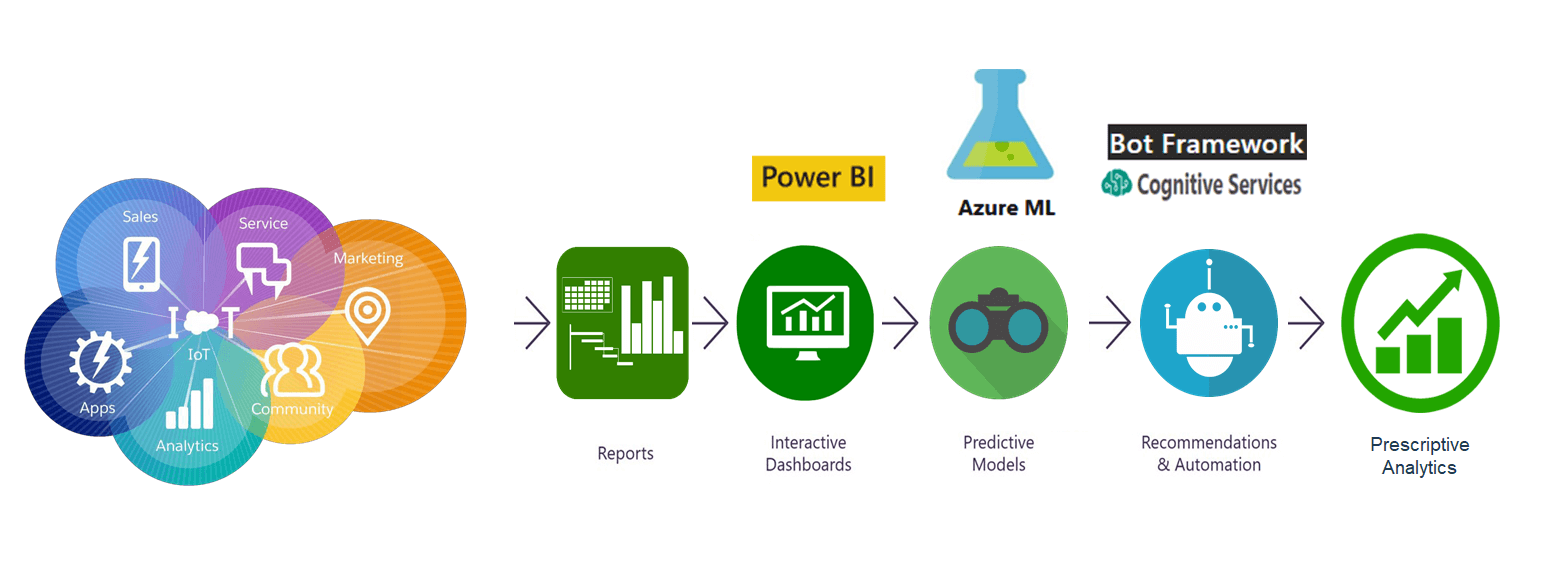 Sales
Service
Marketing
I T
IoT
Apps
Community
Analytics
Power BI
Azure ML
Bot Framework
Cognitive Services
Reports
Interactive
Dashboards
Predictive
Models
Recommendations
& Automation
Prescriptive
Analytics